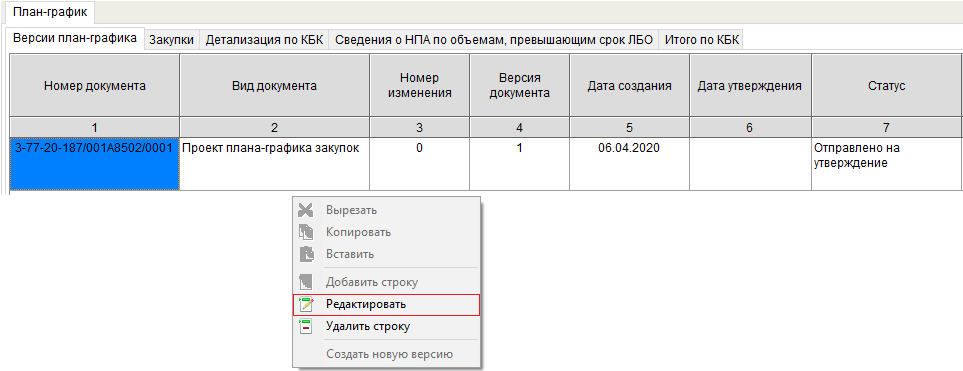 План-график
Версии план-графика Закупки Детализация по КБК Сведения о НПА по объемам, превышающим срок ЛБО Итого по КБК
Номер документа Вид документа Номер изменения Версия документа Дата создания Дата утверждения Статус
1 2 3 4 5 6 7
3-77-20-187/001A8502/0001 Проект плана-графика закупок 0 1 06.04.2020 Отправлено на утверждение
Вырезать
Копировать
Вставить
Добавить строку
Редактировать
Удалить строку
Создать новую версию